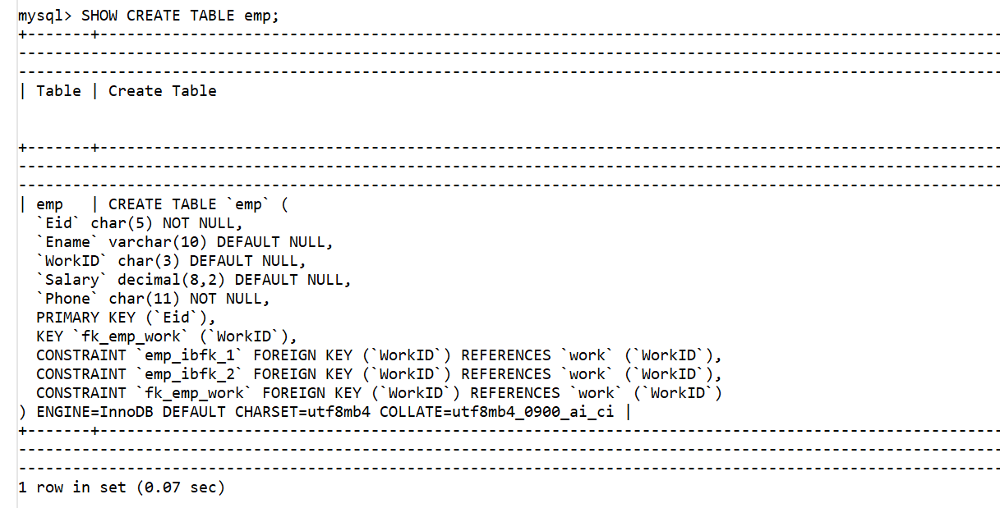 mysql> SHOW CREATE TABLE emp;
+-------+----------------------------------------------------------------------------------------------------
-------------------------------------------------------------------------------------------------------------
-------------------------------------------------------------------------------------------------------------
| Table | Create Table
+-------+----------------------------------------------------------------------------------------------------
-------------------------------------------------------------------------------------------------------------
-------------------------------------------------------------------------------------------------------------
| emp   | CREATE TABLE `emp` (
  `Eid` char(5) NOT NULL,
  `Ename` varchar(10) DEFAULT NULL,
  `WorkID` char(3) DEFAULT NULL,
  `Salary` decimal(8,2) DEFAULT NULL,
  `Phone` char(11) NOT NULL,
  PRIMARY KEY (`Eid`),
  KEY `fk_emp_work` (`WorkID`),
  CONSTRAINT `emp_ibfk_1` FOREIGN KEY (`WorkID`) REFERENCES `work` (`WorkID`),
  CONSTRAINT `emp_ibfk_2` FOREIGN KEY (`WorkID`) REFERENCES `work` (`WorkID`),
  CONSTRAINT `fk_emp_work` FOREIGN KEY (`WorkID`) REFERENCES `work` (`WorkID`)
) ENGINE=InnoDB DEFAULT CHARSET=utf8mb4 COLLATE=utf8mb4_0900_ai_ci |
+-------+----------------------------------------------------------------------------------------------------
-------------------------------------------------------------------------------------------------------------
-------------------------------------------------------------------------------------------------------------
1 row in set (0.07 sec)